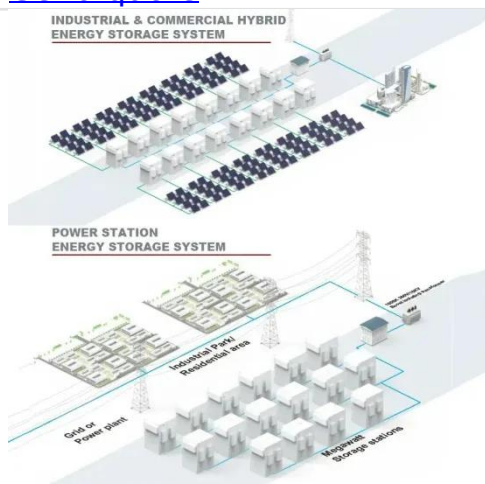 INDUSTRIAL & COMMERCIAL HYBRID
ENERGY STORAGE SYSTEM
POWER STATION
ENERGY STORAGE SYSTEM
Industrial Park/
Residential area
Grid or
Power plant
Megawatt
Storage stations